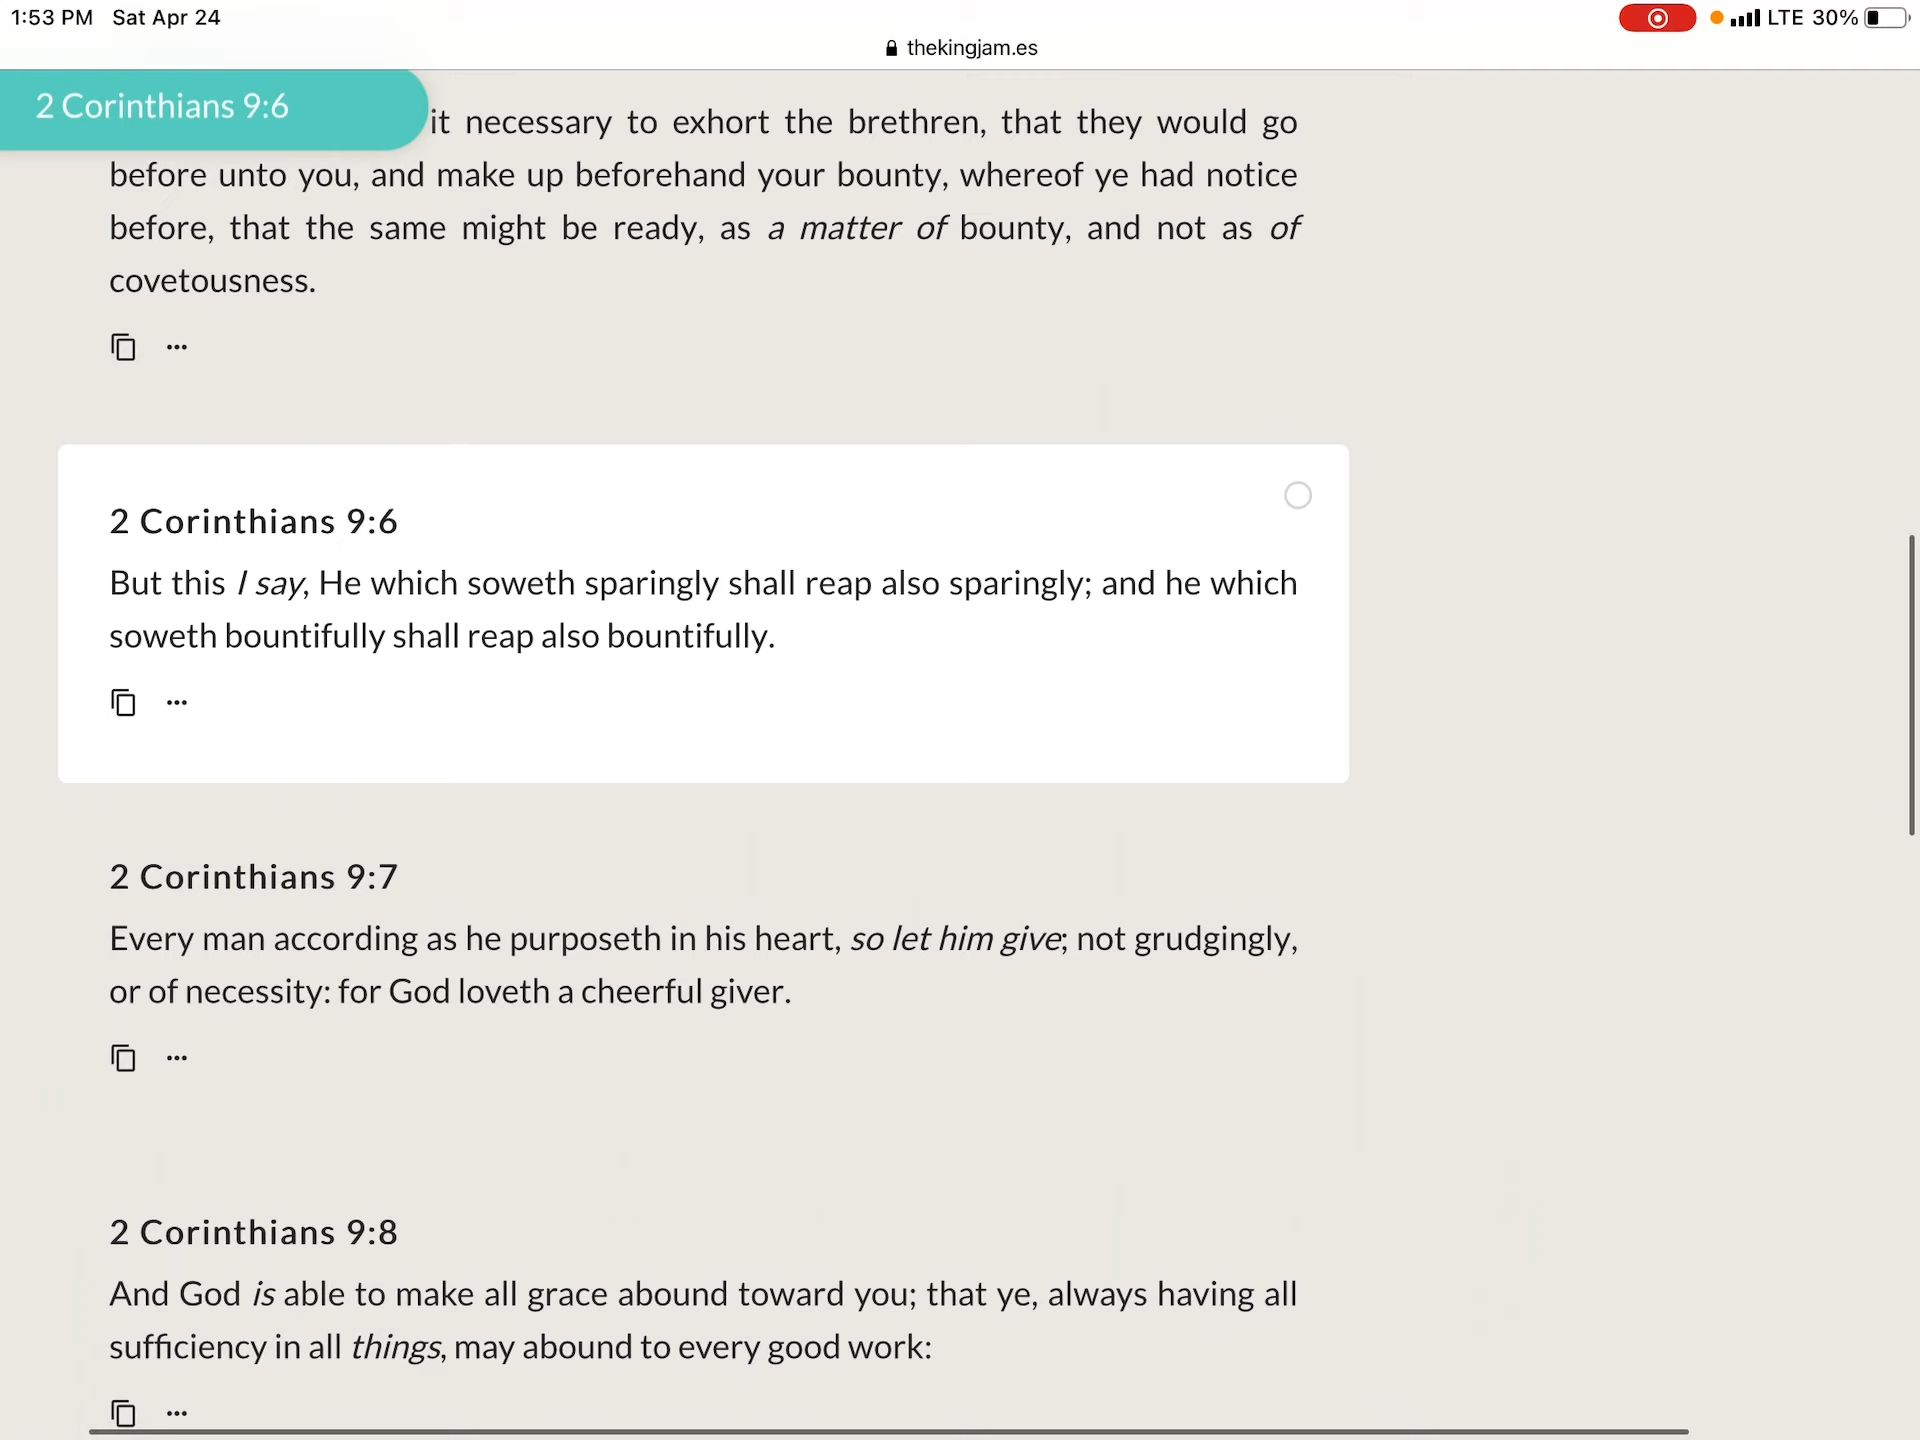 1:53 PM Sat Apr 24
LTE 30%
thekingjam.es
2 Corinthians 9:6
it necessary to exhort the brethren, that they would go
before unto you, and make up beforehand your bounty, whereof ye had notice
before, that the same might be ready, as a matter of bounty, and not as of
covetousness.
2 Corinthians 9:6
But this I say, He which soweth sparingly shall reap also sparingly; and he which
soweth bountifully shall reap also bountifully.
2 Corinthians 9:7
Every man according as he purposeth in his heart, so let him give; not grudgingly,
or of necessity: for God loveth a cheerful giver.
2 Corinthians 9:8
And God is able to make all grace abound toward you; that ye, always having all
sufficiency in all things, may abound to every good work: